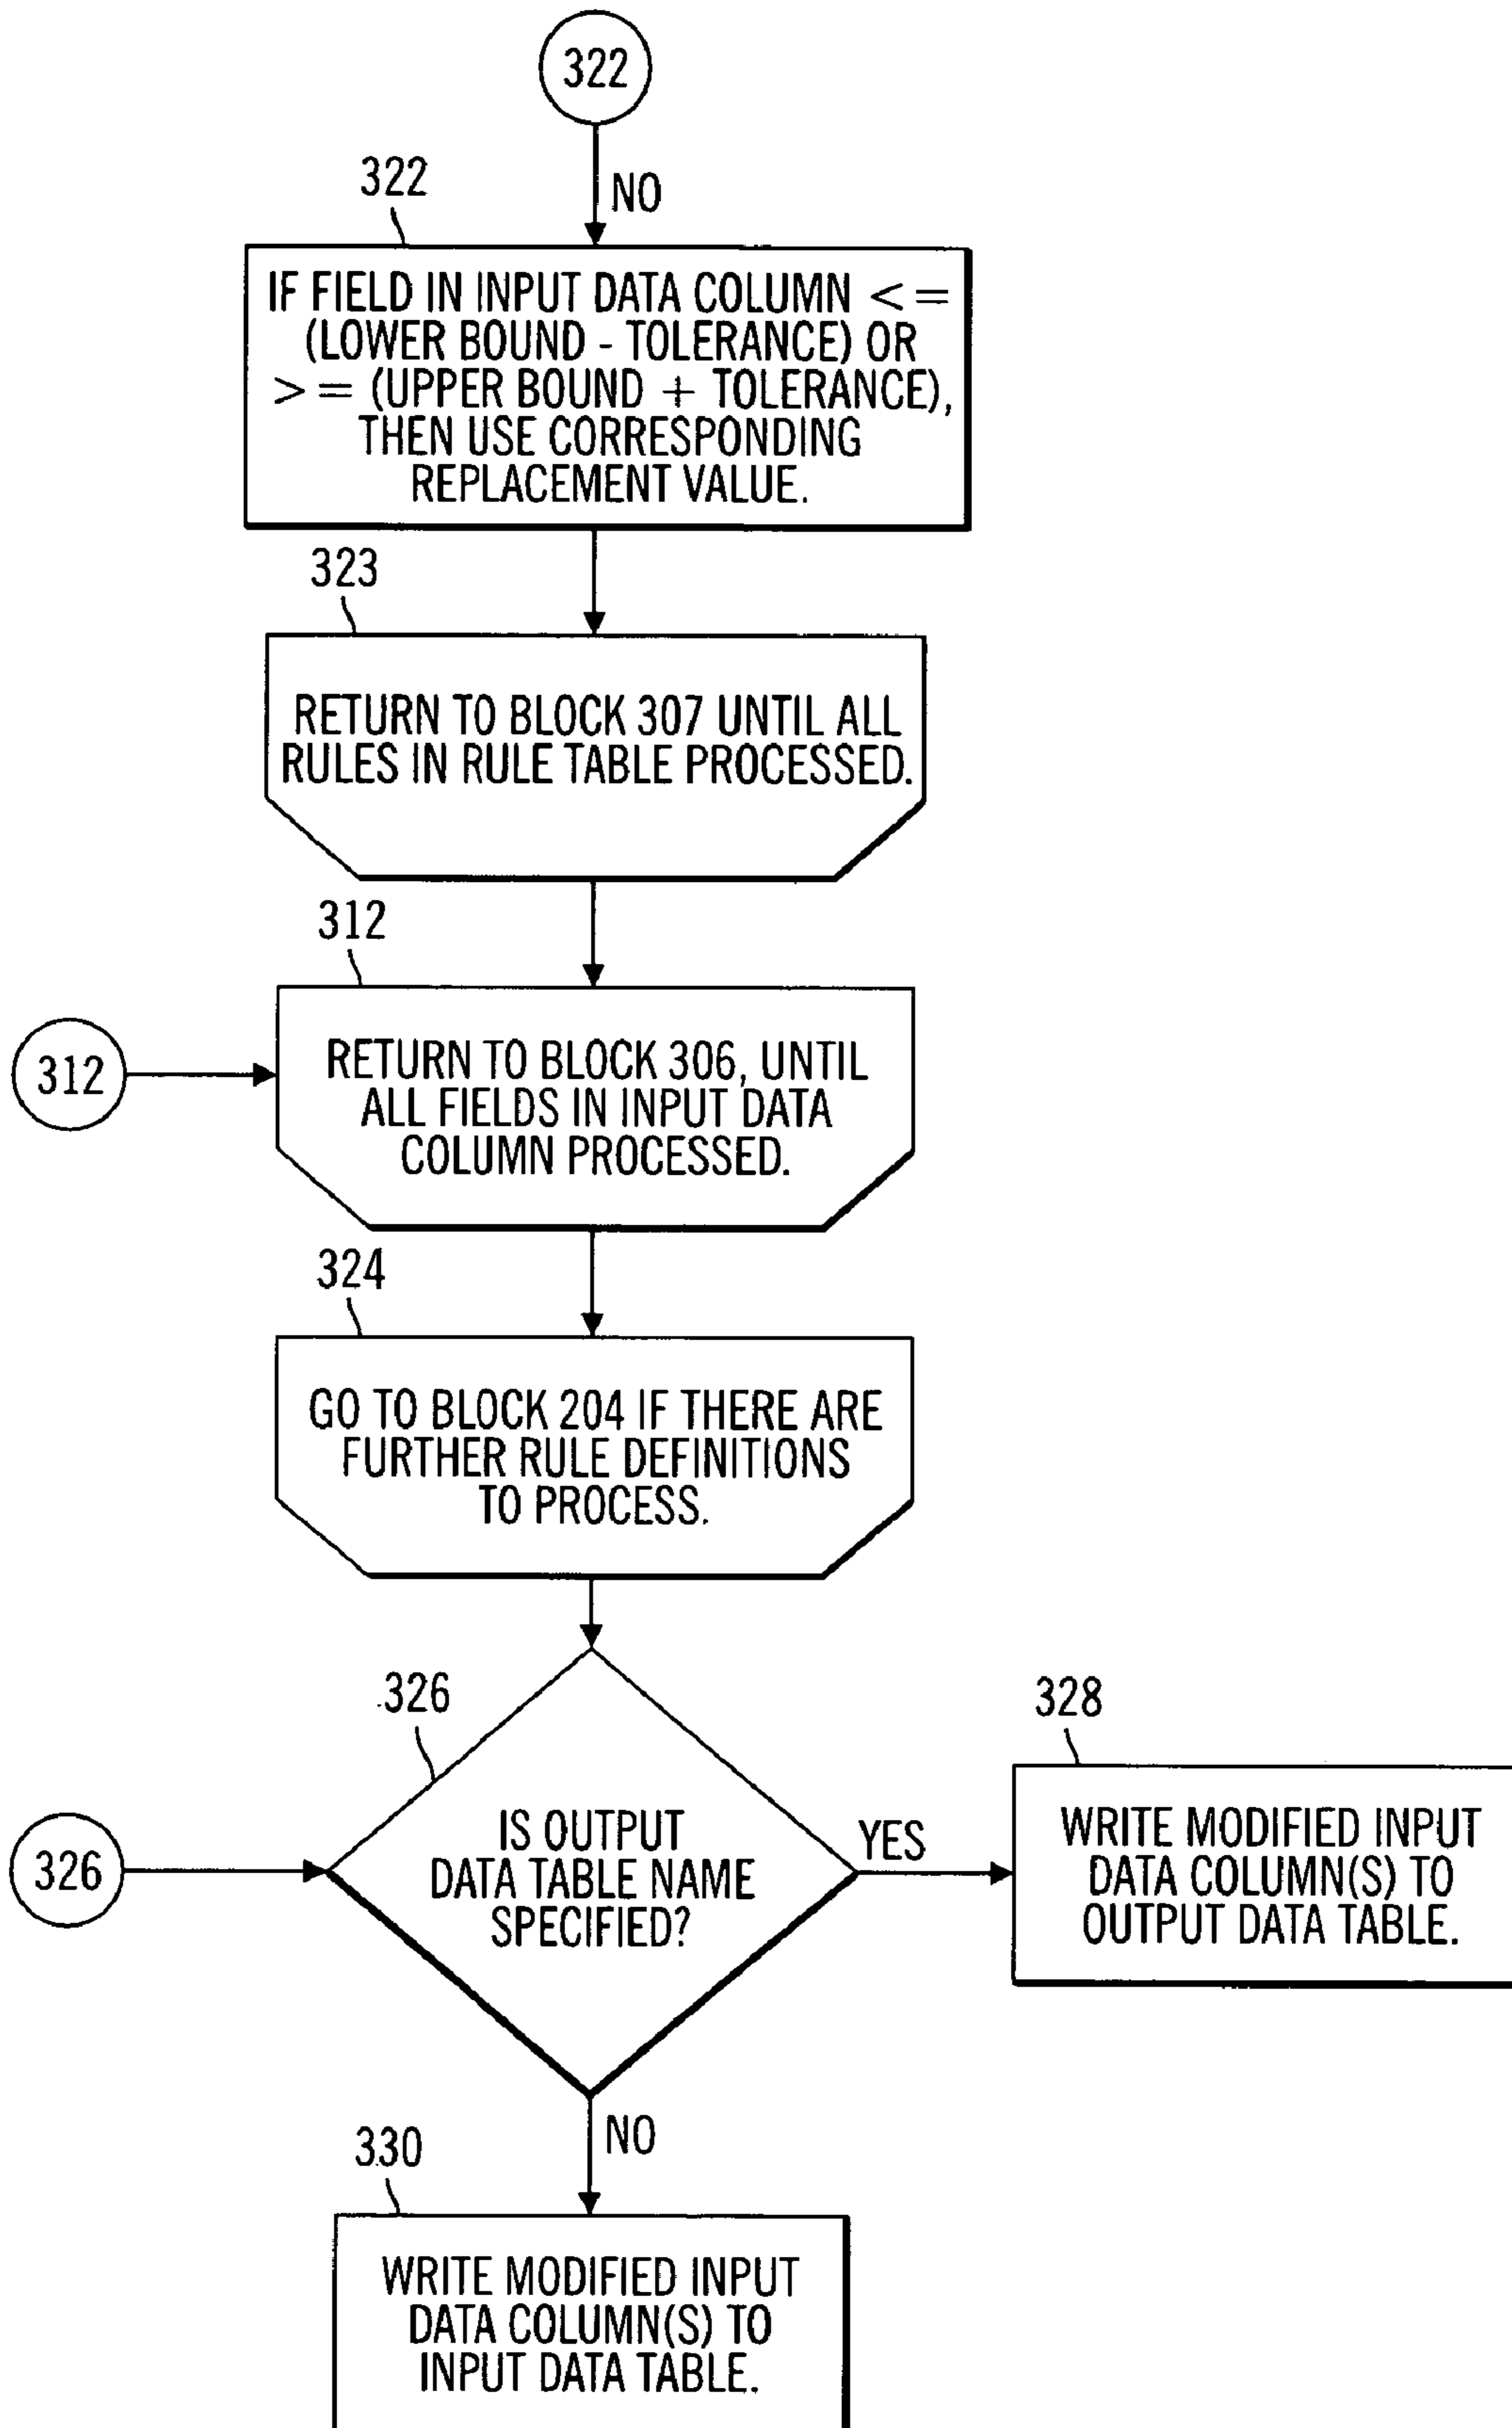 322
NO
322
IF FIELD IN INPUT DATA COLUMN <=
(LOWER BOUND - TOLERANCE) OR
>= (UPPER BOUND + TOLERANCE),
THEN USE CORRESPONDING
REPLACEMENT VALUE.
323
RETURN TO BLOCK 307 UNTIL ALL
RULES IN RULE TABLE PROCESSED.
312
312
RETURN TO BLOCK 306, UNTIL
ALL FIELDS IN INPUT DATA
COLUMN PROCESSED.
324
GO TO BLOCK 204 IF THERE ARE
FURTHER RULE DEFINITIONS
TO PROCESS.
326
326
IS OUTPUT
DATA TABLE NAME
SPECIFIED?
YES
328
WRITE MODIFIED INPUT
DATA COLUMN(S) TO
OUTPUT DATA TABLE.
NO
330
WRITE MODIFIED INPUT
DATA COLUMN(S) TO
INPUT DATA TABLE.